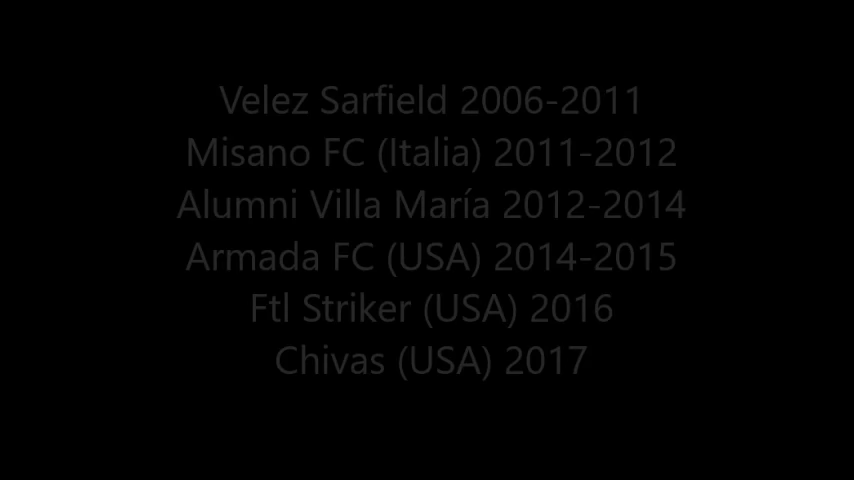 Velez Sarfield 2006-2011
Misano FC (Italia) 2011-2012
Alumni Villa María 2012-2014
Armada FC (USA) 2014-2015
Ftl Striker (USA) 2016
Chivas (USA) 2017